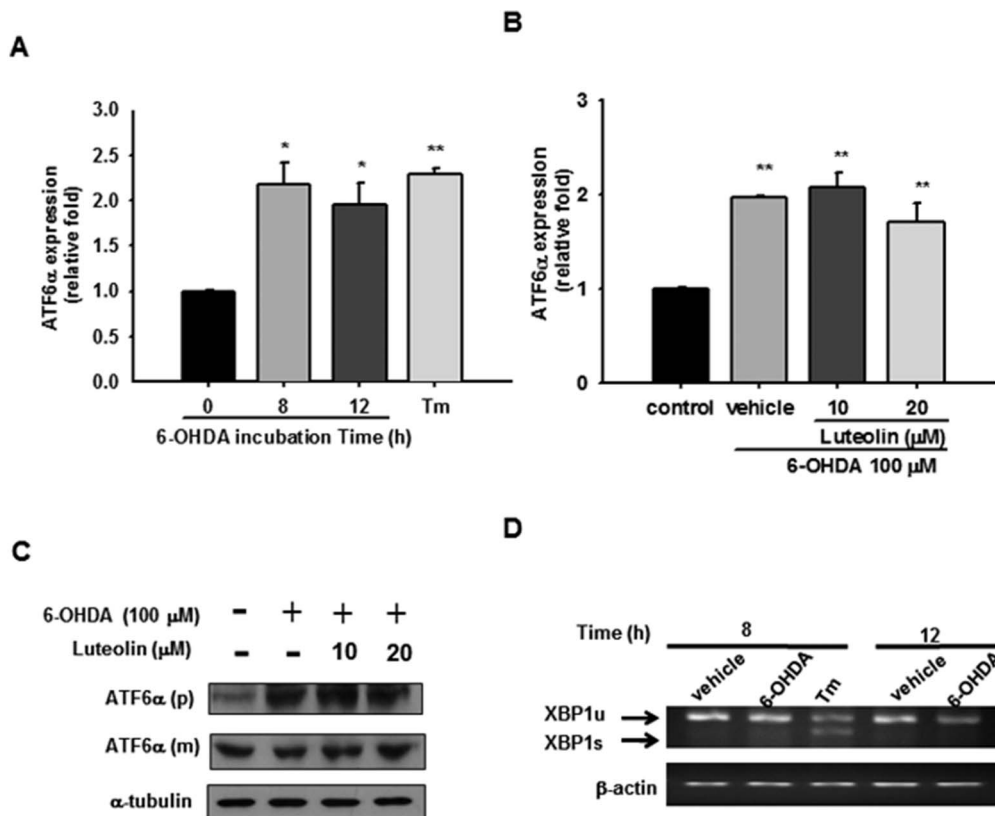 A
ATF6α expression
(relative fold)
3.0
2.5
2.0
1.5
1.0
0.5
0.0
*
*
**
0 8 12 Tm
6-OHDA incubation Time (h)
B
ATF6α expression
(relative fold)
3
2
1
0
**
**
**
control vehicle 10 20
Luteolin (μM)
6-OHDA 100 μM
C
6-OHDA (100 μM) - + + +
Luteolin (μM) - - 10 20
ATF6α (p)
ATF6α (m)
α-tubulin
D
Time (h) 8 12
vehicle 6-OHDA Tm vehicle 6-OHDA
XBP1u
XBP1s
β-actin